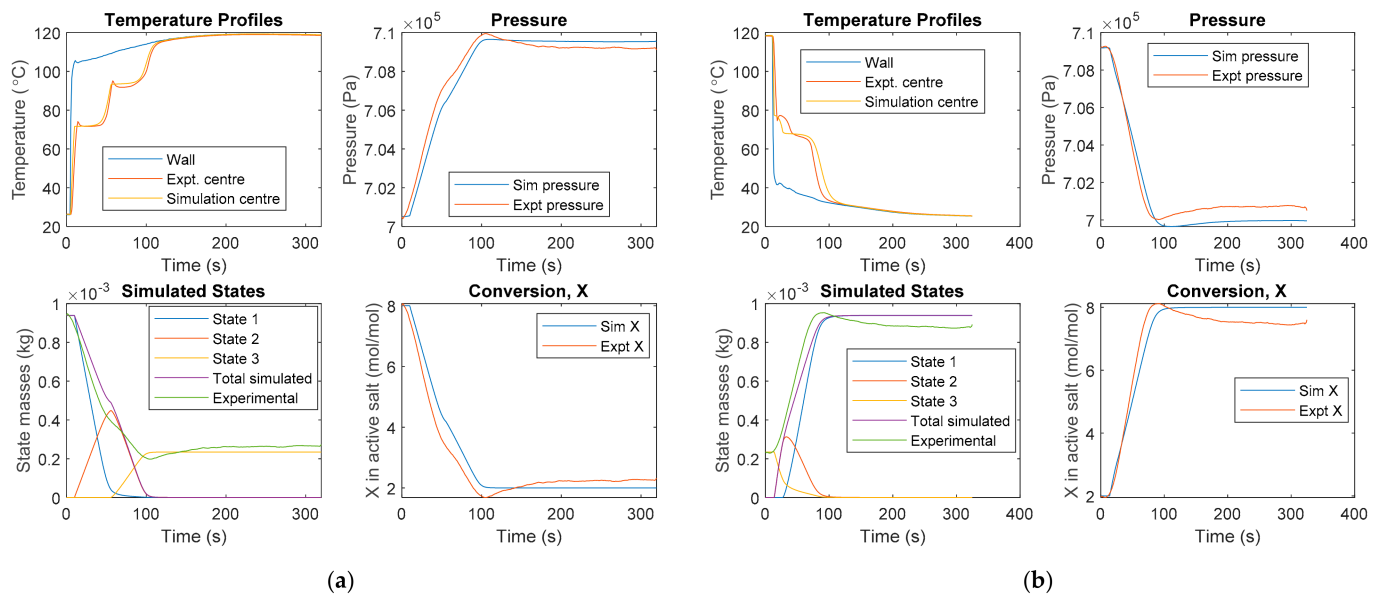 Temperature Profiles
Temperature (°C)
120
100
80
60
40
20
Wall
Expt. centre
Simulation centre
0 100 200 300
Time (s)
Pressure
×10^5
Pressure (Pa)
7.1
7.08
7.06
7.04
7.02
7
Sim pressure
Expt pressure
0 100 200 300
Time (s)
Simulated States
×10^-3
State masses (kg)
1
0.8
0.6
0.4
0.2
0
State 1
State 2
State 3
Total simulated
Experimental
0 100 200 300
Time (s)
Conversion, X
X in active salt (mol/mol)
8
6
4
2
Sim X
Expt X
0 100 200 300
Time (s)
(a)
Temperature Profiles
Temperature (°C)
120
100
80
60
40
20
Wall
Expt. centre
Simulation centre
0 100 200 300 400
Time (s)
Pressure
×10^5
Pressure (Pa)
7.1
7.08
7.06
7.04
7.02
7
Sim pressure
Expt pressure
0 100 200 300 400
Time (s)
Simulated States
×10^-3
State masses (kg)
1
0.8
0.6
0.4
0.2
0
State 1
State 2
State 3
Total simulated
Experimental
0 100 200 300 400
Time (s)
Conversion, X
X in active salt (mol/mol)
8
6
4
2
Sim X
Expt X
0 100 200 300 400
Time (s)
(b)